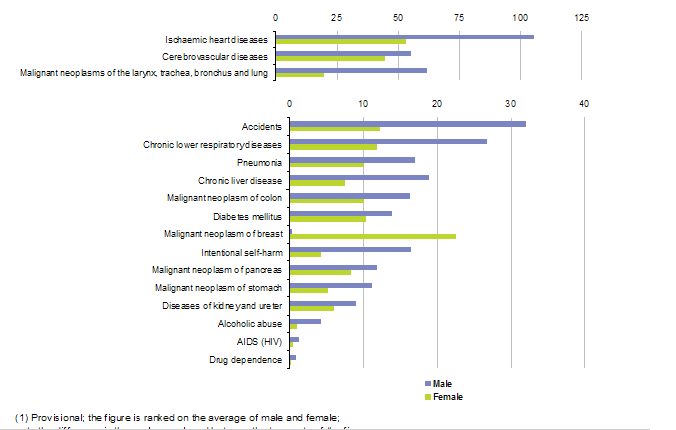 0 25 50 75 100 125
Ischaemic heart diseases
Cerebrovascular diseases
Malignant neoplasms of the larynx, trachea, bronchus and lung
0 10 20 30 40
Accidents
Chronic lower respiratory diseases
Pneumonia
Chronic liver disease
Malignant neoplasm of colon
Diabetes mellitus
Malignant neoplasm of breast
Intentional self-harm
Malignant neoplasm of pancreas
Malignant neoplasm of stomach
Diseases of kidney and ureter
Alcoholic abuse
AIDS (HIV)
Drug dependence
Male
Female
(1) Provisional; the figure is ranked on the average of male and female;